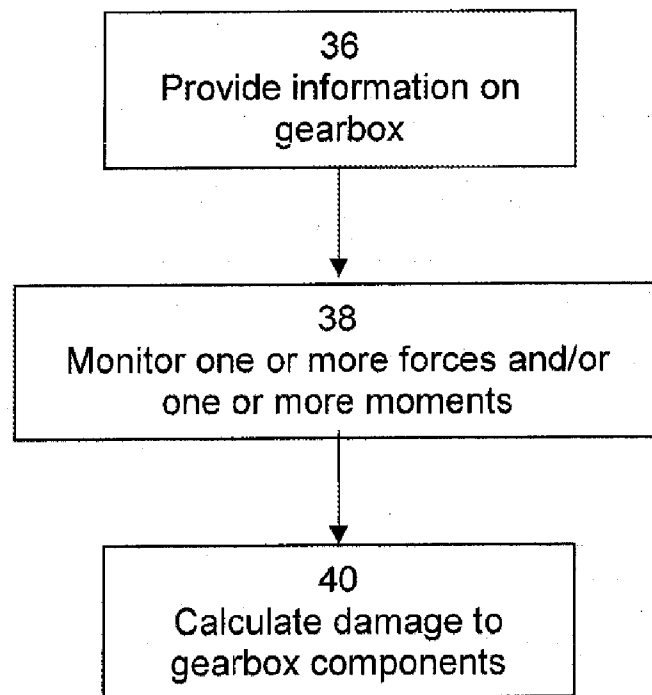 36
Provide information on
gearbox
38
Monitor one or more forces and/or
one or more moments
40
Calculate damage to
gearbox components